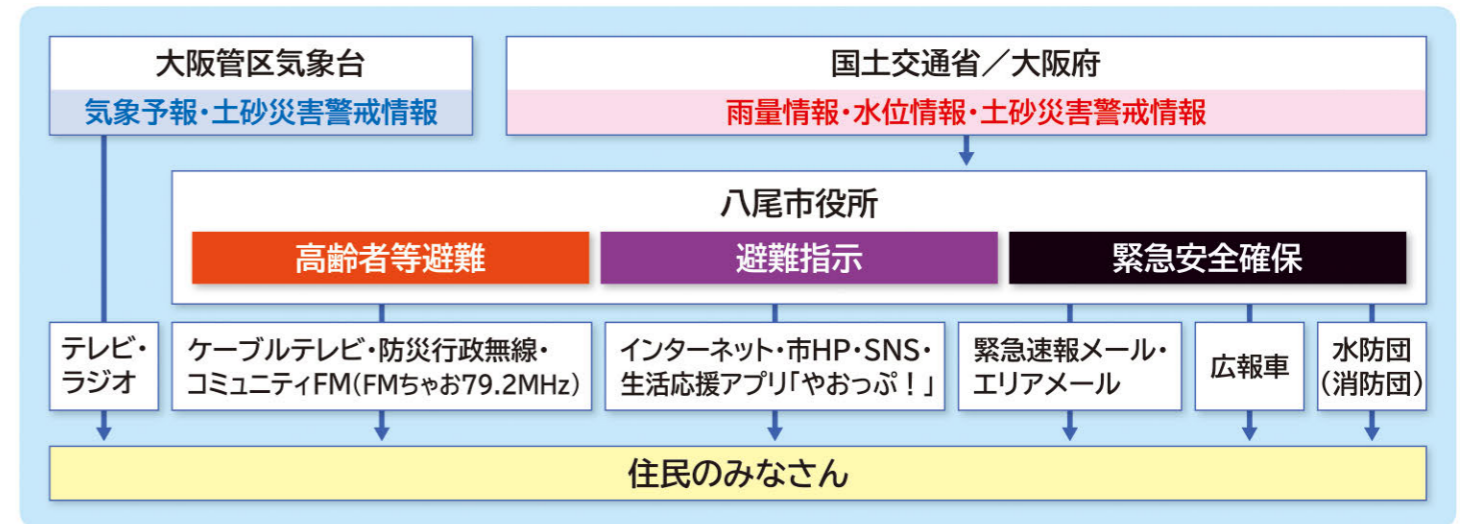 大阪管区気象台
気象予報・土砂災害警戒情報
国土交通省／大阪府
雨量情報・水位情報・土砂災害警戒情報
八尾市役所
高齢者等避難
避難指示
緊急安全確保
テレビ・
ラジオ
ケーブルテレビ・防災行政無線・
コミュニティFM(FMちゃお79.2MHz)
インターネット・市HP・SNS・
生活応援アプリ「やおっぷ！」
緊急速報メール・
エリアメール
広報車
水防団
(消防団)
住民のみなさん